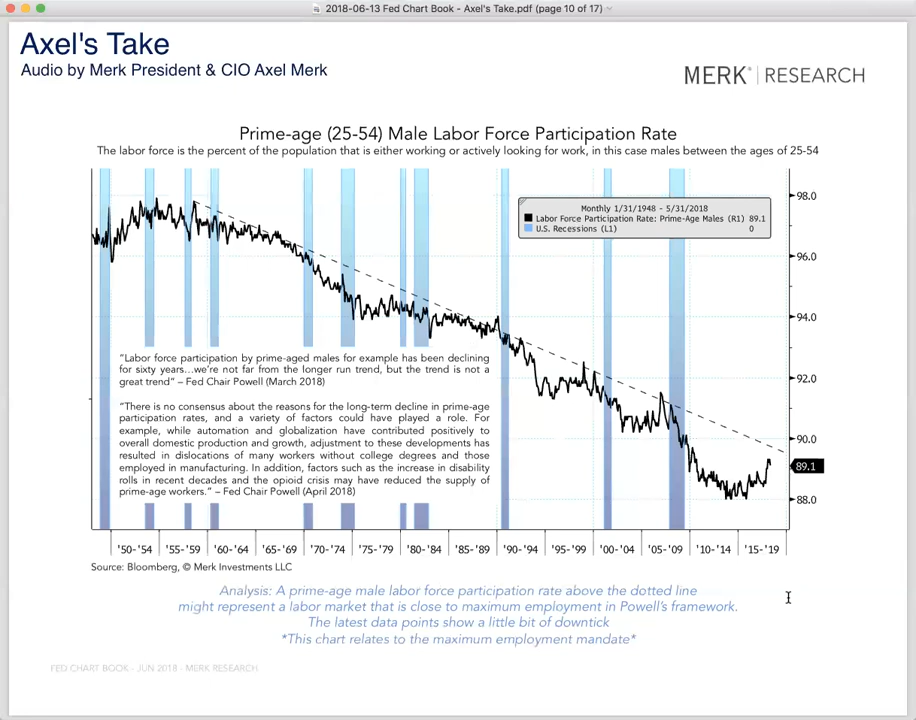 2018-06-13 Fed Chart Book - Axel's Take.pdf (page 10 of 17)
Axel's Take
Audio by Merk President & CIO Axel Merk
MERK® | RESEARCH
Prime-age (25-54) Male Labor Force Participation Rate
The labor force is the percent of the population that is either working or actively looking for work, in this case males between the ages of 25-54
Monthly 1/31/1948 - 5/31/2018
Labor Force Participation Rate: Prime-Age Males (R1) 89.1
U.S. Recessions (L1) 0
98.0
96.0
94.0
92.0
90.0
89.1
88.0
"Labor force participation by prime-aged males for example has been declining
for sixty years...we're not far from the longer run trend, but the trend is not a
great trend" – Fed Chair Powell (March 2018)
"There is no consensus about the reasons for the long-term decline in prime-age
participation rates, and a variety of factors could have played a role. For
example, while automation and globalization have contributed positively to
overall domestic production and growth, adjustment to these developments has
resulted in dislocations of many workers without college degrees and those
employed in manufacturing. In addition, factors such as the increase in disability
rolls in recent decades and the opioid crisis may have reduced the supply of
prime-age workers." – Fed Chair Powell (April 2018)
'50-'54 '55-'59 '60-'64 '65-'69 '70-'74 '75-'79 '80-'84 '85-'89 '90-'94 '95-'99 '00-'04 '05-'09 '10-'14 '15-'19
Source: Bloomberg, © Merk Investments LLC
Analysis: A prime-age male labor force participation rate above the dotted line
might represent a labor market that is close to maximum employment in Powell's framework.
The latest data points show a little bit of downtick
*This chart relates to the maximum employment mandate*
FED CHART BOOK - JUN 2018 - MERK RESEARCH